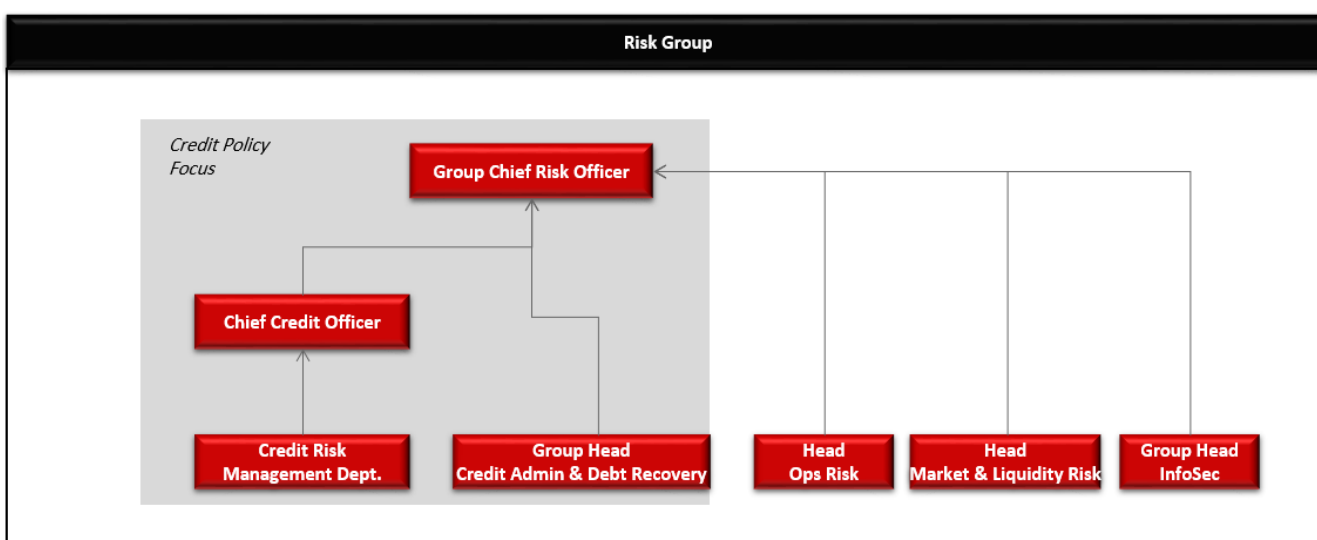 Risk Group
Credit Policy
Focus
Group Chief Risk Officer
Chief Credit Officer
Credit Risk
Management Dept.
Group Head
Credit Admin & Debt Recovery
Head
Ops Risk
Head
Market & Liquidity Risk
Group Head
InfoSec